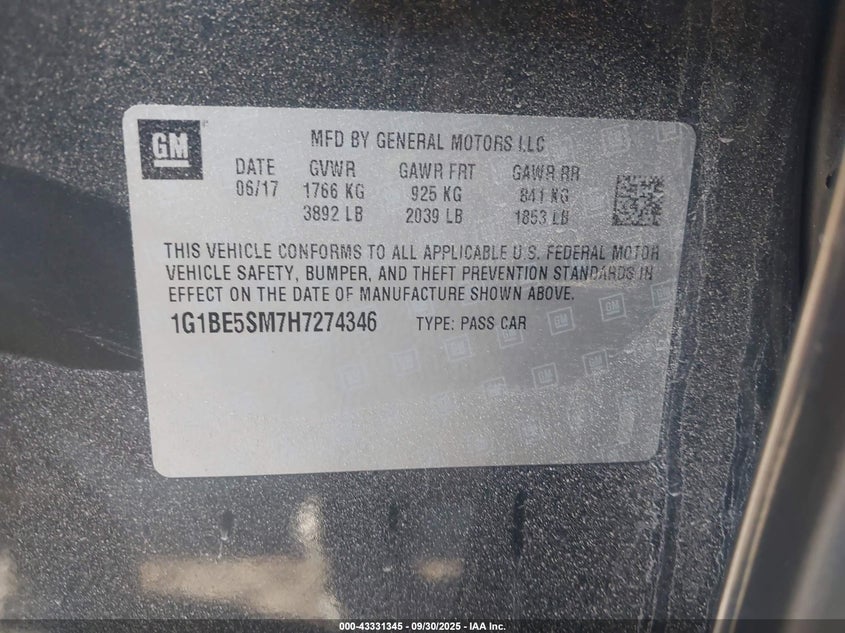 GM
MFD BY GENERAL MOTORS LLC
DATE GVWR GAWR FRT GAWR RR
06/17 1766 KG 925 KG 841 KG
3892 LB 2039 LB 1853 LB
THIS VEHICLE CONFORMS TO ALL APPLICABLE U.S. FEDERAL MOTOR
VEHICLE SAFETY, BUMPER, AND THEFT PREVENTION STANDARDS IN
EFFECT ON THE DATE OF MANUFACTURE SHOWN ABOVE.
1G1BE5SM7H7274346 TYPE: PASS CAR
000-43331345 - 09/30/2025 - IAA Inc.